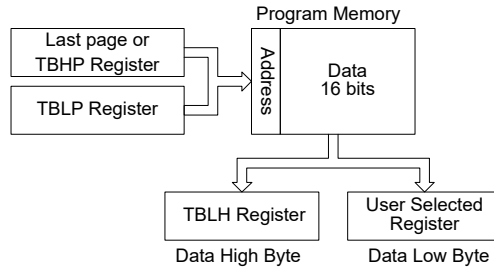 Program Memory
Last page or
TBHP Register
TBLP Register
Address
Data
16 bits
TBLH Register
User Selected
Register
Data High Byte
Data Low Byte